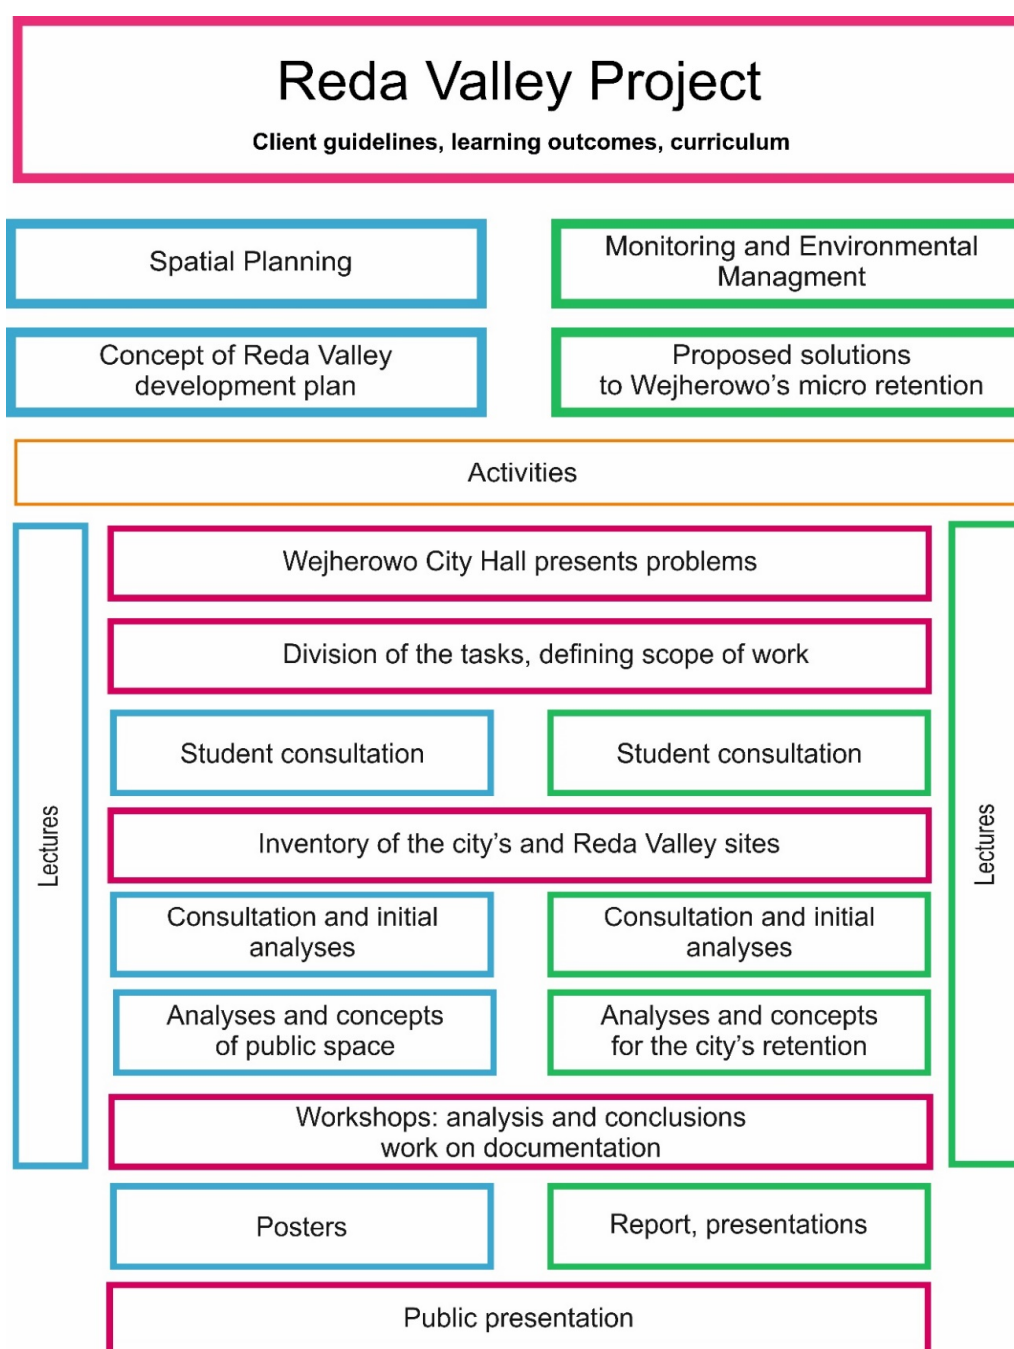 Reda Valley Project
Client guidelines, learning outcomes, curriculum
Spatial Planning
Monitoring and Environmental
Managment
Concept of Reda Valley
development plan
Proposed solutions
to Wejherowo's micro retention
Activities
Lectures
Wejherowo City Hall presents problems
Division of the tasks, defining scope of work
Student consultation
Student consultation
Inventory of the city's and Reda Valley sites
Consultation and initial
analyses
Consultation and initial
analyses
Analyses and concepts
of public space
Analyses and concepts
for the city's retention
Workshops: analysis and conclusions
work on documentation
Lectures
Posters
Report, presentations
Public presentation